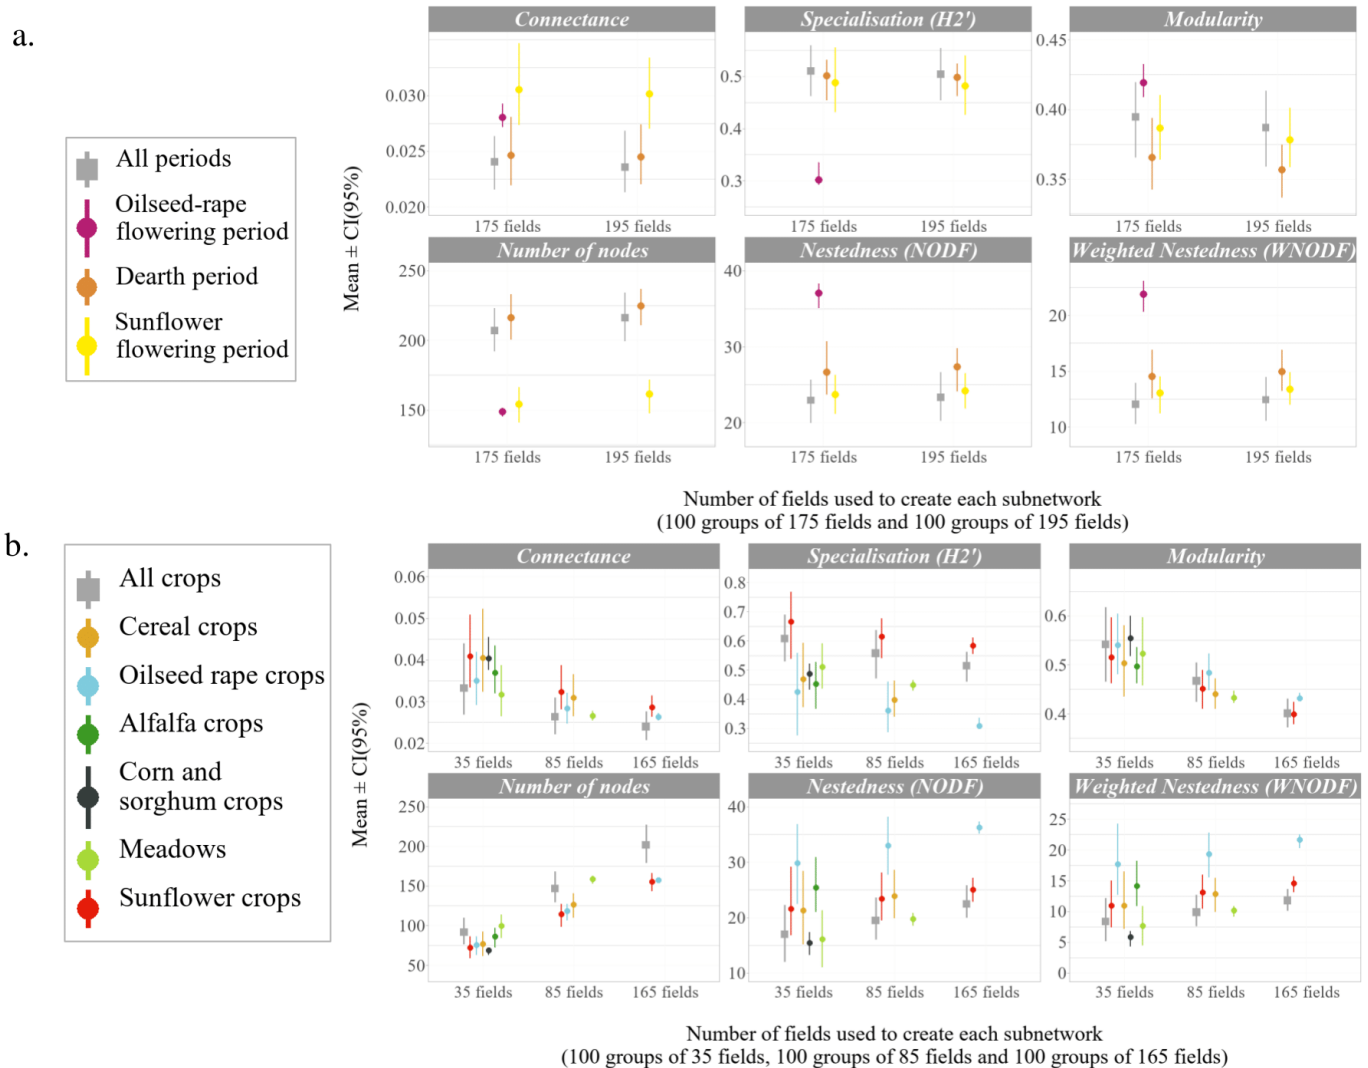 a.
All periods
Oilseed-rape
flowering period
Dearth period
Sunflower
flowering period
Mean ± CI(95%)
Connectance
0.030
0.025
0.020
175 fields
195 fields
Specialisation (H2')
0.5
0.4
0.3
175 fields
195 fields
Modularity
0.45
0.40
0.35
175 fields
195 fields
Number of nodes
250
200
150
175 fields
195 fields
Nestedness (NODF)
40
30
20
175 fields
195 fields
Weighted Nestedness (WNODF)
20
15
10
175 fields
195 fields
Number of fields used to create each subnetwork
(100 groups of 175 fields and 100 groups of 195 fields)
b.
All crops
Cereal crops
Oilseed rape crops
Alfalfa crops
Corn and
sorghum crops
Meadows
Sunflower crops
Mean ± CI(95%)
Connectance
0.06
0.05
0.04
0.03
0.02
35 fields
85 fields
165 fields
Specialisation (H2')
0.8
0.7
0.6
0.5
0.4
0.3
35 fields
85 fields
165 fields
Modularity
0.6
0.5
0.4
35 fields
85 fields
165 fields
Number of nodes
250
200
150
100
50
35 fields
85 fields
165 fields
Nestedness (NODF)
40
30
20
10
35 fields
85 fields
165 fields
Weighted Nestedness (WNODF)
25
20
15
10
5
0
35 fields
85 fields
165 fields
Number of fields used to create each subnetwork
(100 groups of 35 fields, 100 groups of 85 fields and 100 groups of 165 fields)